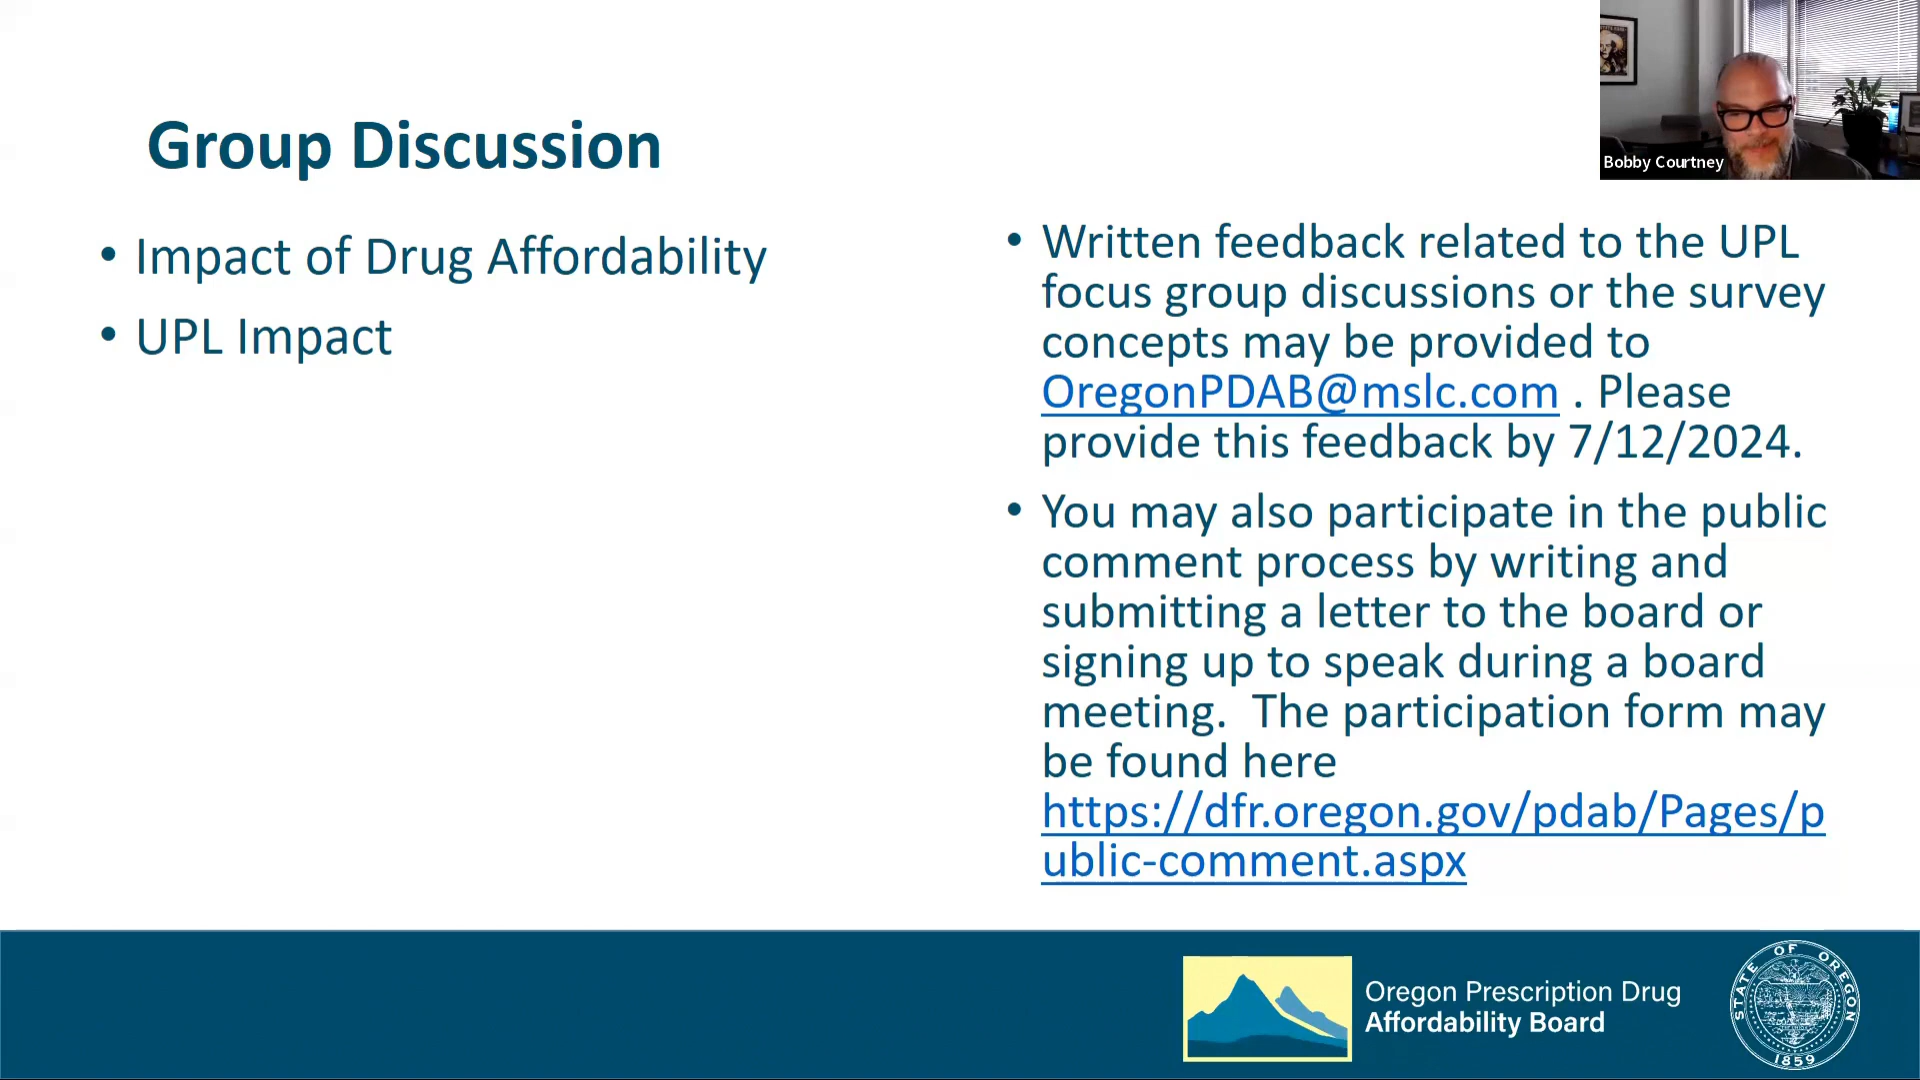 Group Discussion
• Impact of Drug Affordability
• UPL Impact
Bobby Courtney
• Written feedback related to the UPL
focus group discussions or the survey
concepts may be provided to
OregonPDAB@mslc.com . Please
provide this feedback by 7/12/2024.
• You may also participate in the public
comment process by writing and
submitting a letter to the board or
signing up to speak during a board
meeting.  The participation form may
be found here
https://dfr.oregon.gov/pdab/Pages/p
ublic-comment.aspx
Oregon Prescription Drug
Affordability Board
STATE OF OREGON
1859